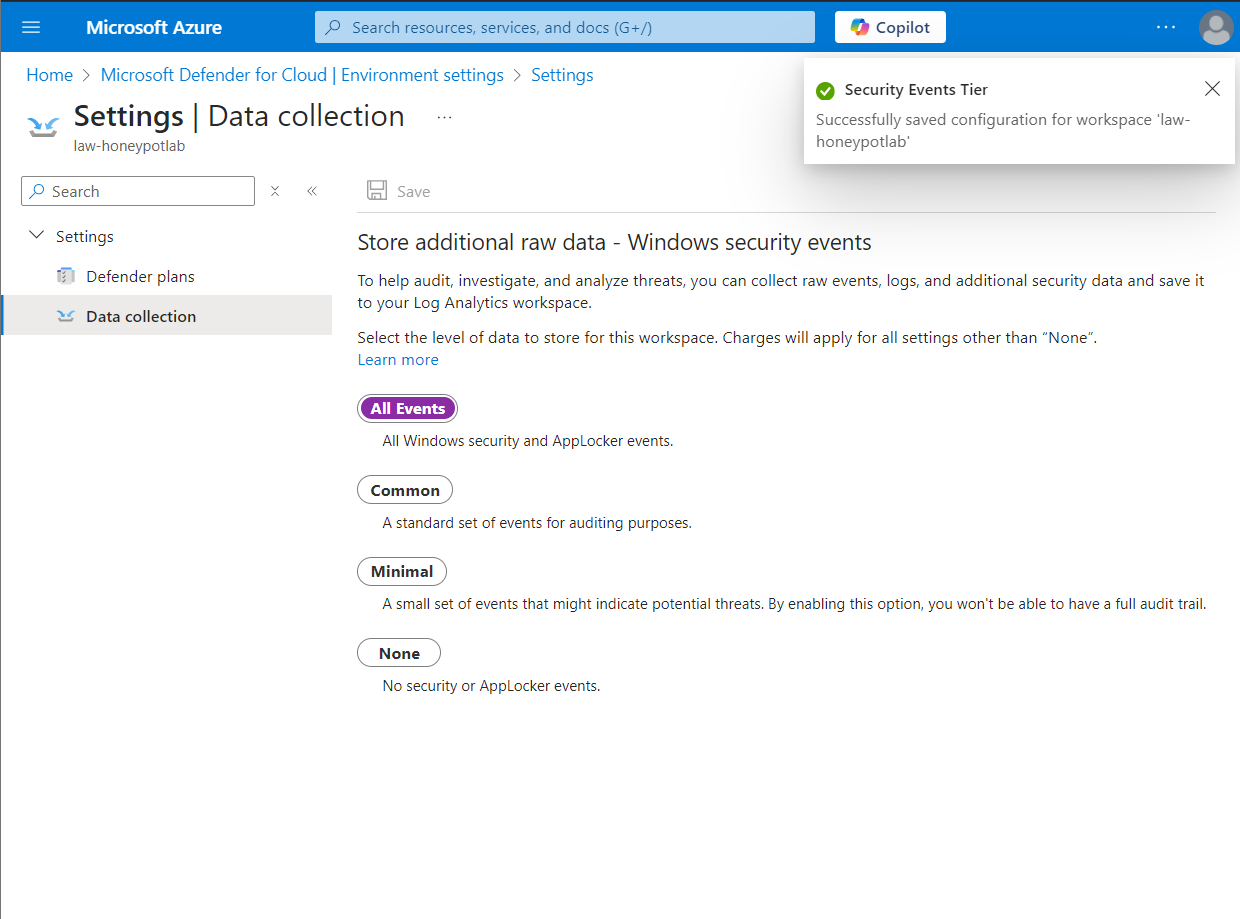 Microsoft Azure
Search resources, services, and docs (G+/)
Copilot
Home > Microsoft Defender for Cloud | Environment settings > Settings
Settings | Data collection
law-honeypotlab
Security Events Tier
Successfully saved configuration for workspace 'law-
honeypotlab'
Search
Save
Settings
Defender plans
Data collection
Store additional raw data - Windows security events
To help audit, investigate, and analyze threats, you can collect raw events, logs, and additional security data and save it
to your Log Analytics workspace.
Select the level of data to store for this workspace. Charges will apply for all settings other than “None”.
Learn more
All Events
All Windows security and AppLocker events.
Common
A standard set of events for auditing purposes.
Minimal
A small set of events that might indicate potential threats. By enabling this option, you won't be able to have a full audit trail.
None
No security or AppLocker events.